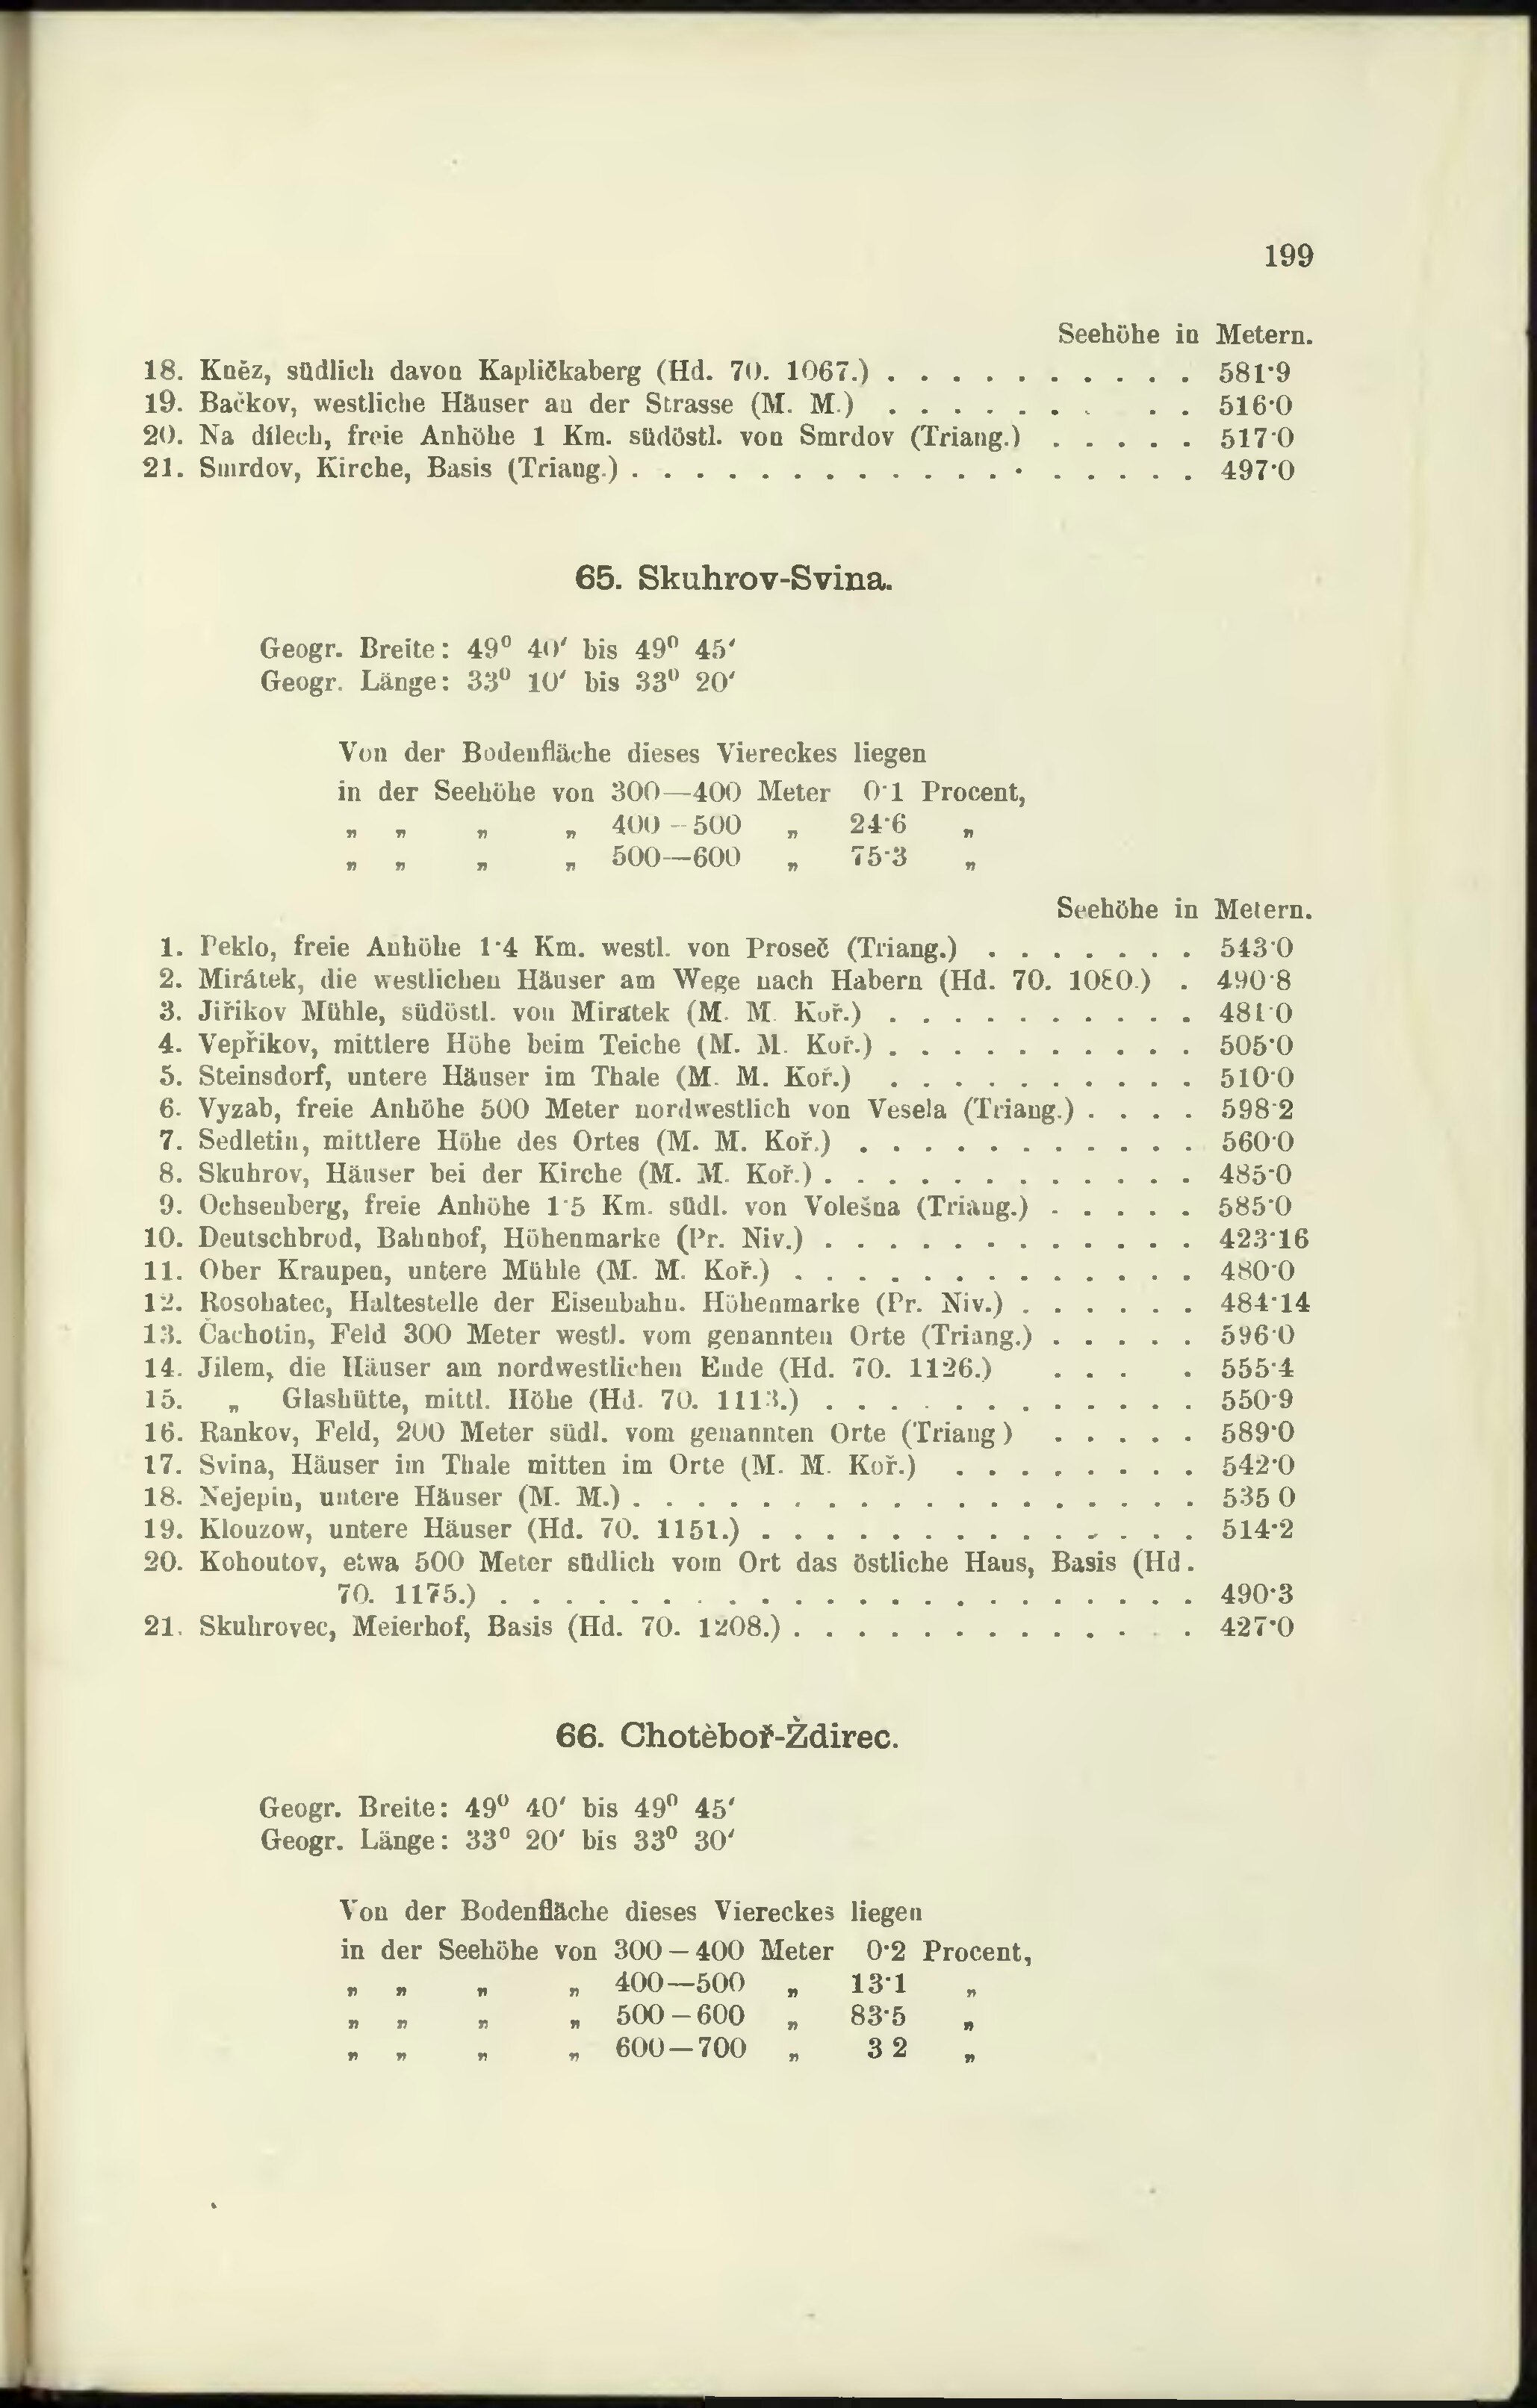 199
Seehöhe in Metern.
18. Kněz, südlich davon Kapličkaberg (Hd. 70. 1067.) . . . . . . . . . . 581·9
19. Bačkov, westliche Häuser an der Strasse (M. M.) . . . . . . . . . 516·0
20. Na dílech, freie Anhöhe 1 Km. südöstl. von Smrdov (Triang.) . . . . . 517·0
21. Smrdov, Kirche, Basis (Triang.) . . . . . . . . . . . . . . . . . . 497·0
65. Skuhrov-Svina.
Geogr. Breite: 49⁰ 40′ bis 49⁰ 45′
Geogr. Länge: 33⁰ 10′ bis 33⁰ 20′
Von der Bodenfläche dieses Viereckes liegen
in der Seehöhe von 300—400 Meter 0·1 Procent,
„ „ „ „ 400—500 „ 24·6 „
„ „ „ „ 500—600 „ 75·3 „
Seehöhe in Metern.
1. Peklo, freie Anhöhe 1·4 Km. westl. von Proseč (Triang.) . . . . . . . 543·0
2. Mirátek, die westlichen Häuser am Wege nach Habern (Hd. 70. 1080.) . 490·8
3. Jiřikov Mühle, südöstl. von Miratek (M. M. Koř.) . . . . . . . . . . 481·0
4. Vepřikov, mittlere Höhe beim Teiche (M. M. Koř.) . . . . . . . . . . 505·0
5. Steinsdorf, untere Häuser im Thale (M. M. Koř.) . . . . . . . . . . 510·0
6. Vyzab, freie Anhöhe 500 Meter nordwestlich von Vesela (Triang.) . . . . 598·2
7. Sedletin, mittlere Höhe des Ortes (M. M. Koř.) . . . . . . . . . . . 560·0
8. Skuhrov, Häuser bei der Kirche (M. M. Koř.) . . . . . . . . . . . . 485·0
9. Ochsenberg, freie Anhöhe 1·5 Km. südl. von Volešna (Triang.) . . . . . 585·0
10. Deutschbrod, Bahnhof, Höhenmarke (Pr. Niv.) . . . . . . . . . . . . 423·16
11. Ober Kraupen, untere Mühle (M. M. Koř.) . . . . . . . . . . . . . 480·0
12. Rosohatec, Haltestelle der Eisenbahn. Höhenmarke (Pr. Niv.) . . . . . . 484·14
13. Čachotin, Feld 300 Meter westl. vom genannten Orte (Triang.) . . . . . 596·0
14. Jilem, die Häuser am nordwestlichen Ende (Hd. 70. 1126.) . . . . 555·4
15. „ Glashütte, mittl. Höhe (Hd. 70. 1113.) . . . . . . . . . . . . 550·9
16. Rankov, Feld, 200 Meter südl. vom genannten Orte (Triang) . . . . . 589·0
17. Svina, Häuser im Thale mitten im Orte (M. M. Koř.) . . . . . . . . 542·0
18. Nejepin, untere Häuser (M. M.) . . . . . . . . . . . . . . . . . . 535 0
19. Klouzow, untere Häuser (Hd. 70. 1151.) . . . . . . . . . . . . . . 514·2
20. Kohoutov, etwa 500 Meter südlich vom Ort das östliche Haus, Basis (Hd.
70. 1175.) . . . . . . . . . . . . . . . . . . . . . . 490·3
21. Skuhrovec, Meierhof, Basis (Hd. 70. 1208.) . . . . . . . . . . . . . 427·0
66. Chotèboř-Ždirec.
Geogr. Breite: 49⁰ 40′ bis 49⁰ 45′
Geogr. Länge: 33⁰ 20′ bis 33⁰ 30′
Von der Bodenfläche dieses Viereckes liegen
in der Seehöhe von 300—400 Meter 0·2 Procent,
„ „ „ „ 400—500 „ 13·1 „
„ „ „ „ 500—600 „ 83·5 „
„ „ „ „ 600—700 „ 3 2 „